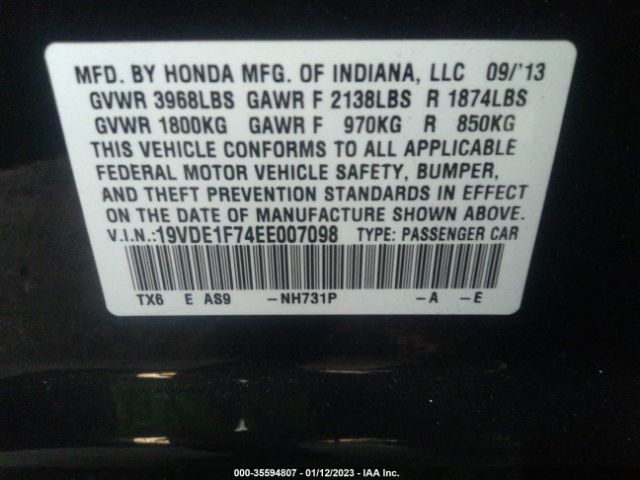 MFD. BY HONDA MFG. OF INDIANA, LLC 09/'13
GVWR 3968LBS GAWR F 2138LBS R 1874LBS
GVWR 1800KG GAWR F 970KG R 850KG
THIS VEHICLE CONFORMS TO ALL APPLICABLE
FEDERAL MOTOR VEHICLE SAFETY, BUMPER,
AND THEFT PREVENTION STANDARDS IN EFFECT
ON THE DATE OF MANUFACTURE SHOWN ABOVE.
V.I.N.:19VDE1F74EE007098 TYPE: PASSENGER CAR
TX6 E AS9 -NH731P -A -E
000-35594807 - 01/12/2023 - IAA Inc.